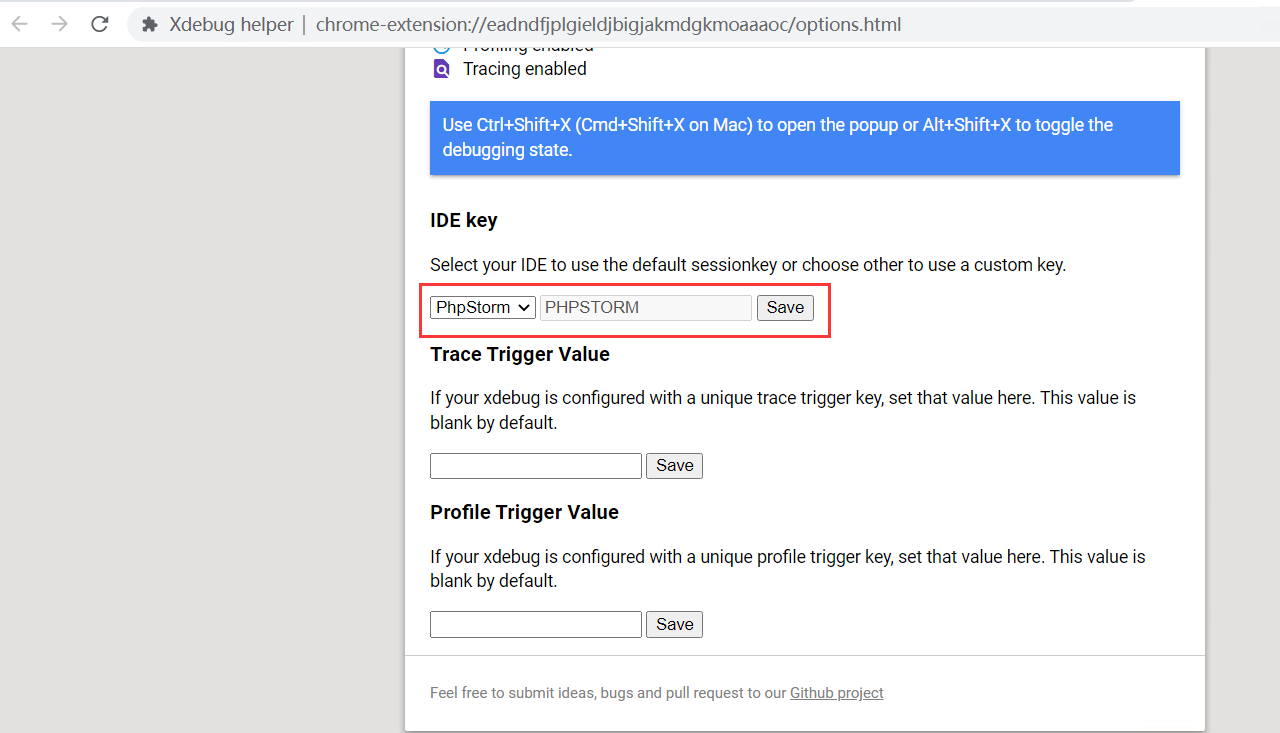 Xdebug helper | chrome-extension://eadndfjplgieldjbigjakmdgkmoaaaoc/options.html
Profiling enabled
Tracing enabled
Use Ctrl+Shift+X (Cmd+Shift+X on Mac) to open the popup or Alt+Shift+X to toggle the
debugging state.
IDE key
Select your IDE to use the default sessionkey or choose other to use a custom key.
PhpStorm PHPSTORM Save
Trace Trigger Value
If your xdebug is configured with a unique trace trigger key, set that value here. This value is
blank by default.
Save
Profile Trigger Value
If your xdebug is configured with a unique profile trigger key, set that value here. This value is
blank by default.
Save
Feel free to submit ideas, bugs and pull request to our Github project